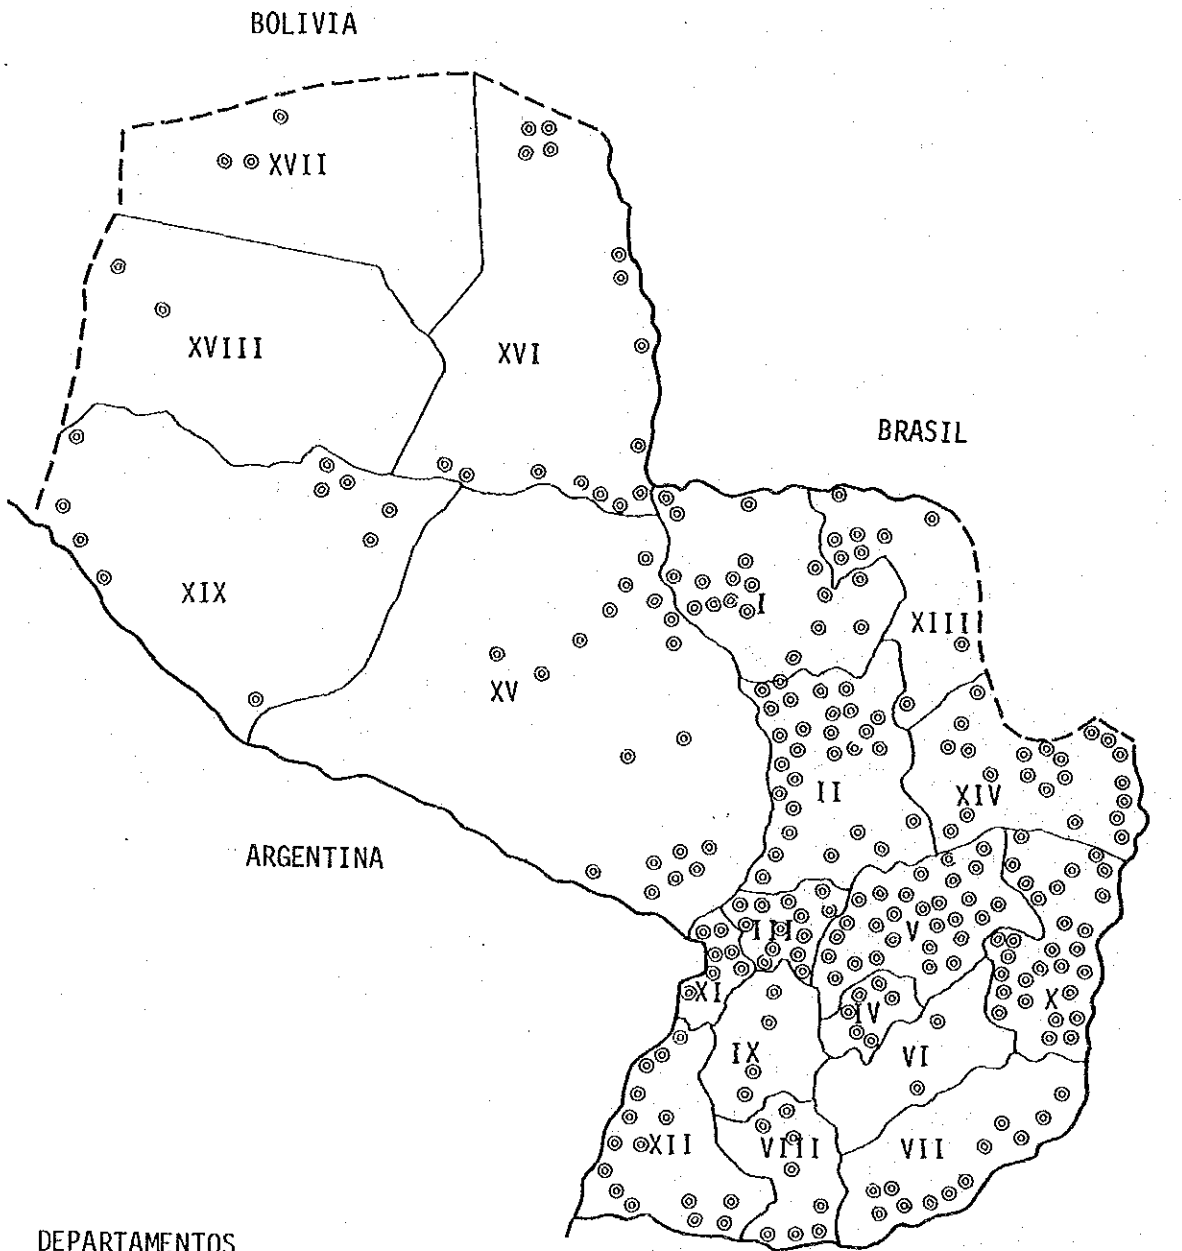 BOLIVIA
XVII
XVIII
XVI
BRASIL
XIX
I
XIII
XV
II
XIV
ARGENTINA
III
V
XI
IV
X
IX
VI
XII
VIII
VII
DEPARTAMENTOS